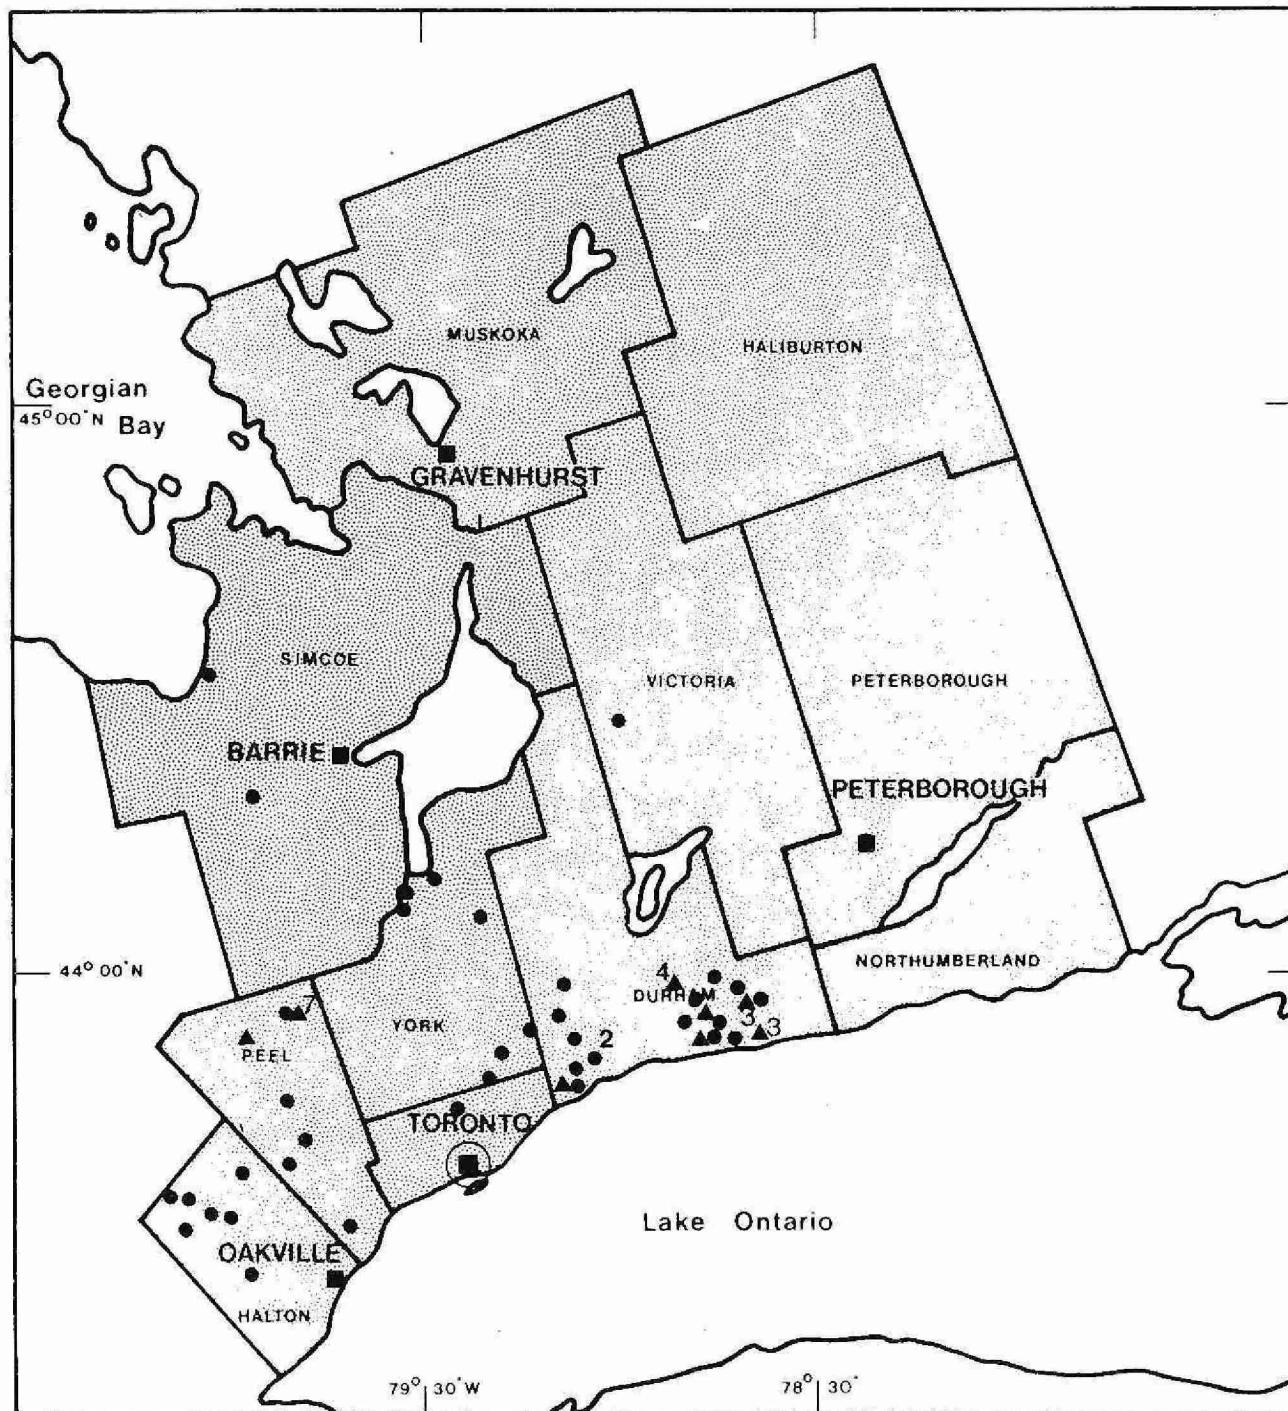 MUSKOKA
HALIBURTON
Georgian
45°00'N Bay
GRAVENHURST
SIMCOE
VICTORIA
PETERBOROUGH
BARRIE
PETERBOROUGH
44°00'N
NORTHUMBERLAND
4
DURHAM
7
3
3
YORK
2
PEEL
TORONTO
Lake Ontario
OAKVILLE
HALTON
79°30'W
78°30'